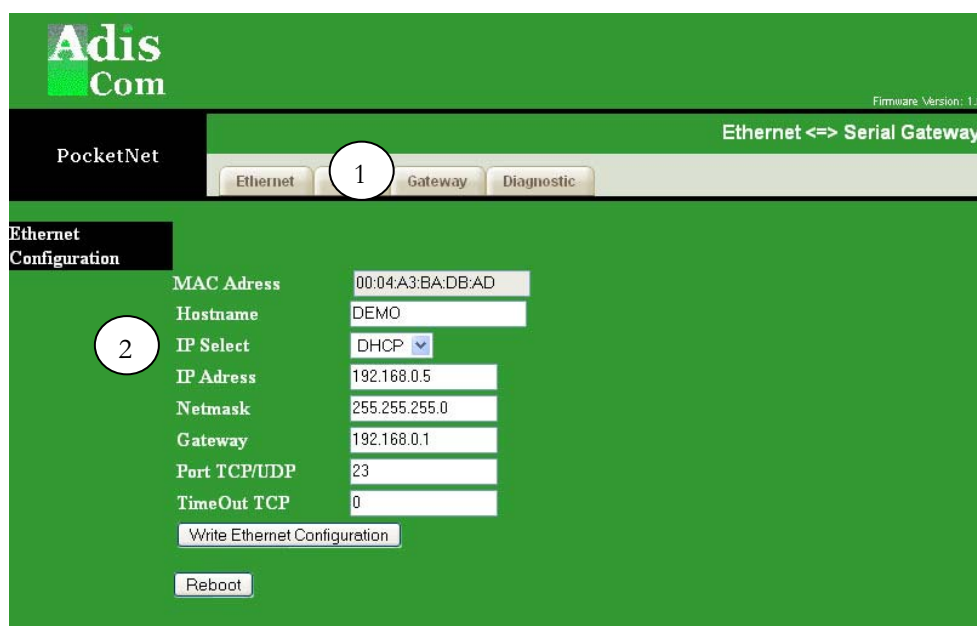 Adis
Com
Firmware Version: 1.
Ethernet <=> Serial Gateway
PocketNet
Ethernet 1 Gateway Diagnostic
Ethernet
Configuration
MAC Adress 00:04:A3:BA:DB:AD
Hostname DEMO
2 IP Select DHCP
IP Adress 192.168.0.5
Netmask 255.255.255.0
Gateway 192.168.0.1
Port TCP/UDP 23
TimeOut TCP 0
Write Ethernet Configuration
Reboot